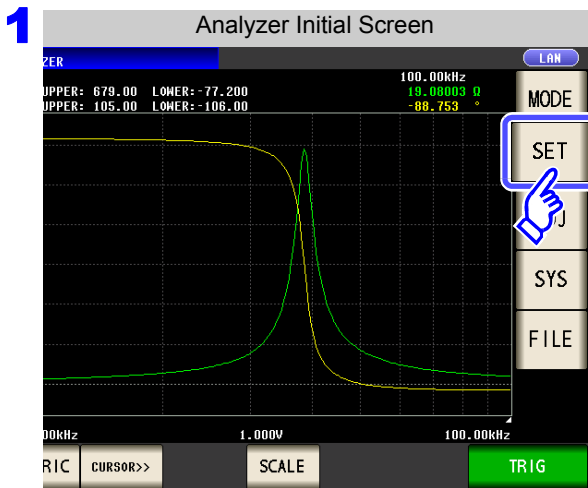 1
Analyzer Initial Screen
ZER
LAN
100.00kHz
UPPER: 679.00 LOWER:-77.200 19.08003 Ω
UPPER: 105.00 LOWER:-106.00 -88.753 °
MODE
SET
SYS
FILE
00kHz 1.000V 100.00kHz
RIC CURSOR>> SCALE TRIG